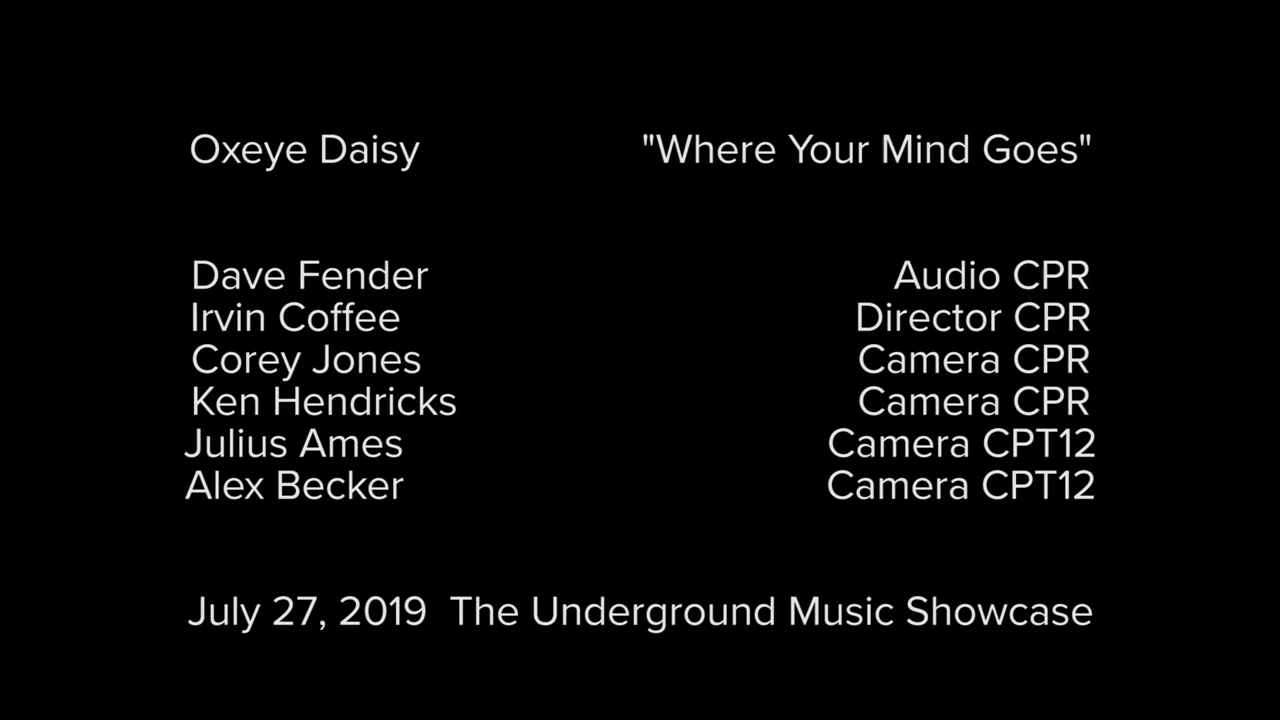 Oxeye Daisy "Where Your Mind Goes"
Dave Fender Audio CPR
Irvin Coffee Director CPR
Corey Jones Camera CPR
Ken Hendricks Camera CPR
Julius Ames Camera CPT12
Alex Becker Camera CPT12
July 27, 2019 The Underground Music Showcase